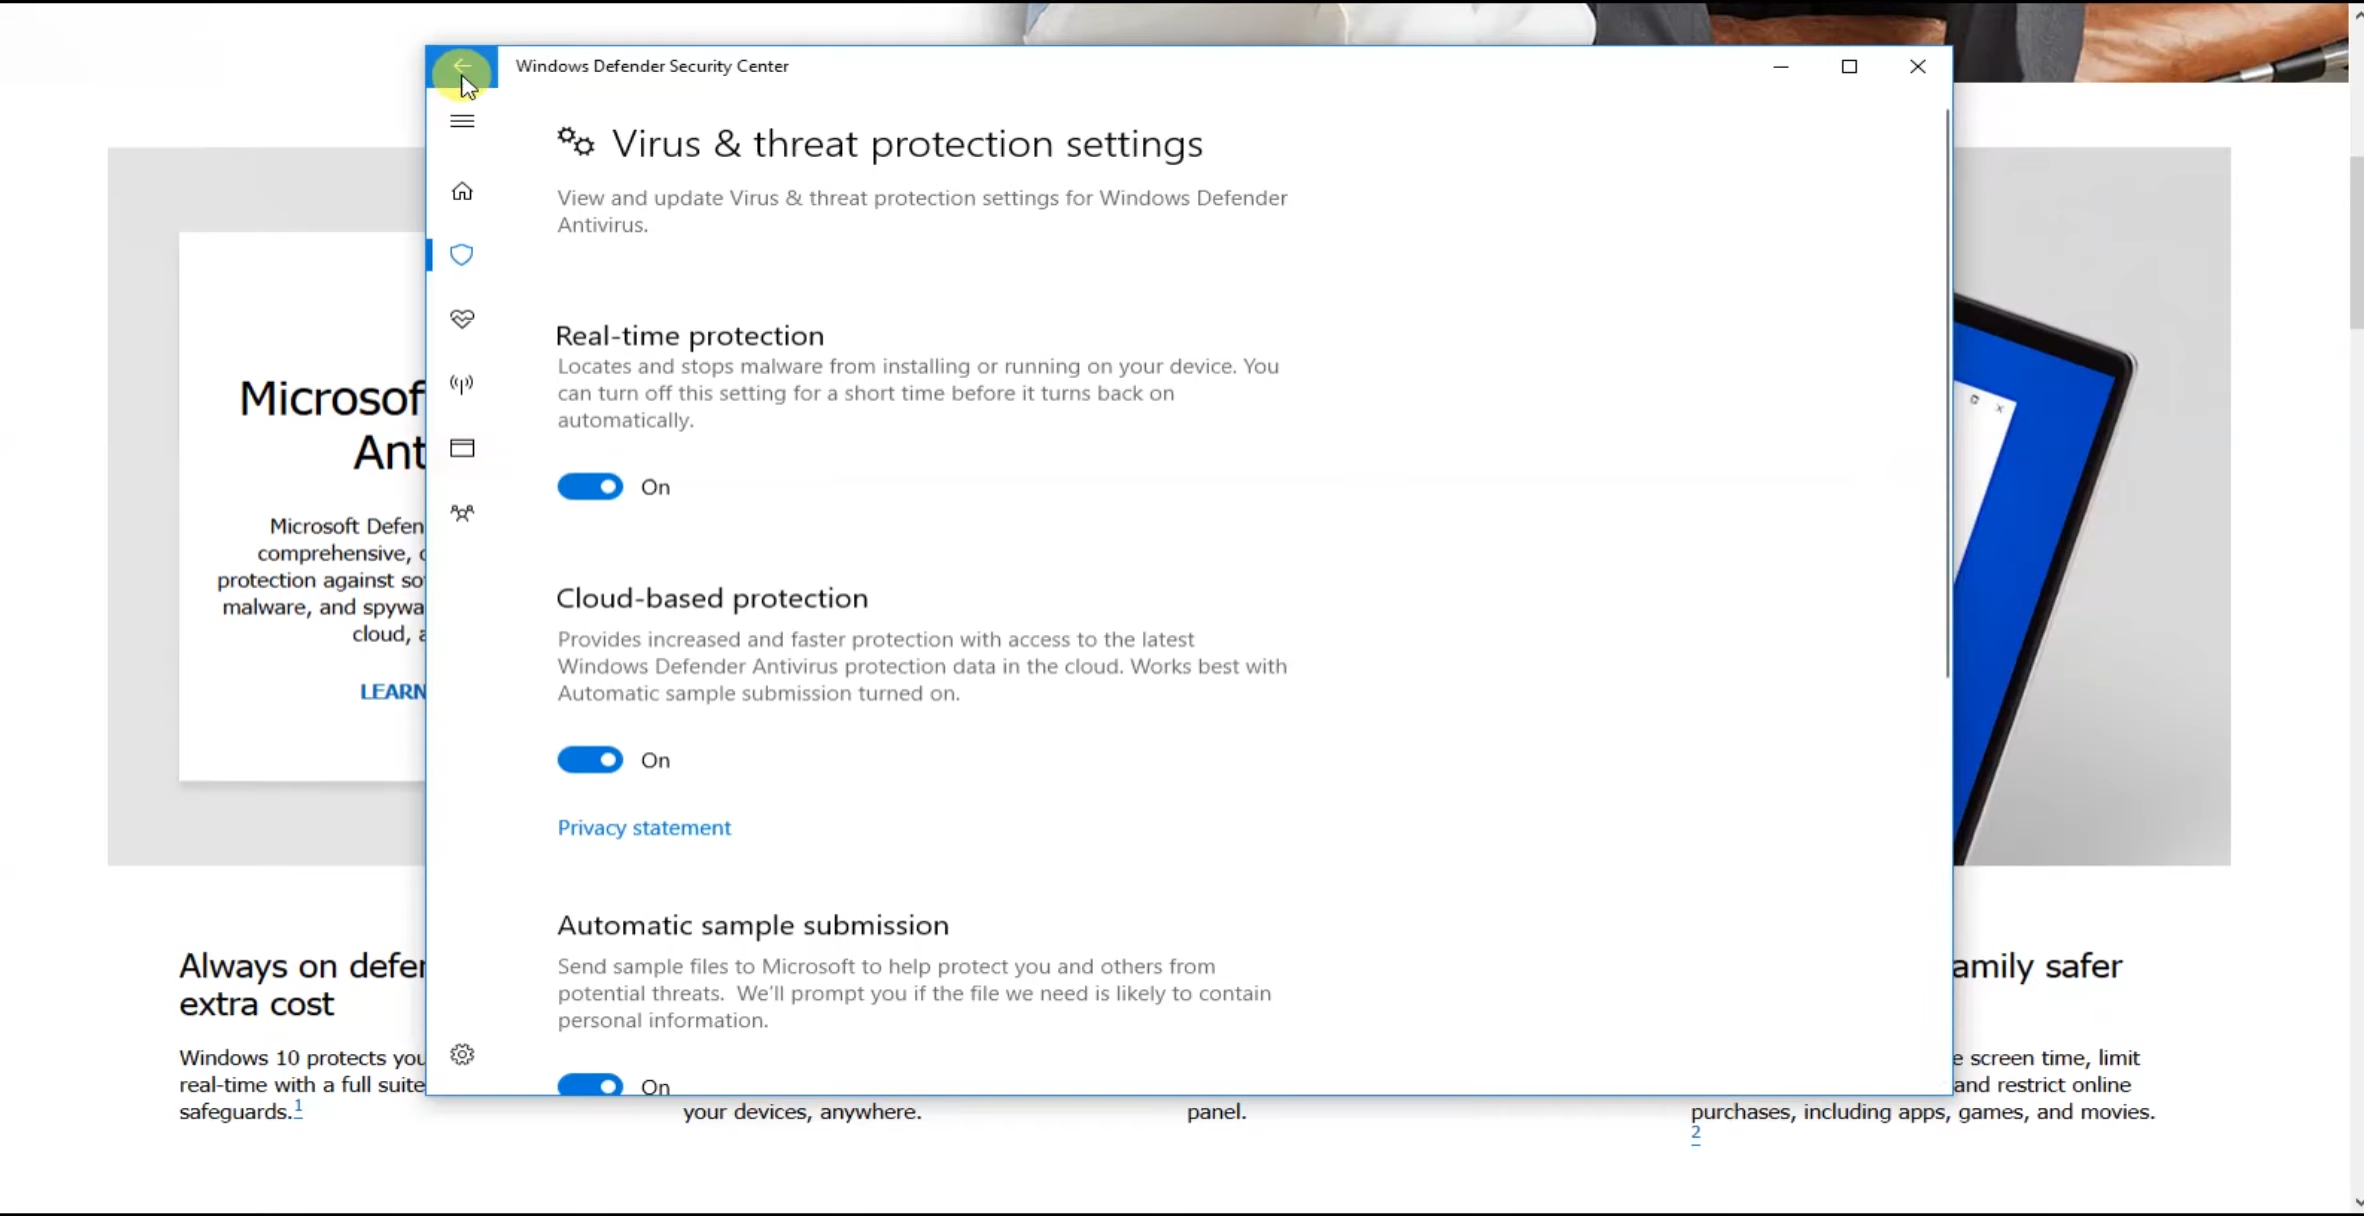 Windows Defender Security Center
Virus & threat protection settings
View and update Virus & threat protection settings for Windows Defender
Antivirus.
Real-time protection
Locates and stops malware from installing or running on your device. You
can turn off this setting for a short time before it turns back on
automatically.
On
Cloud-based protection
Provides increased and faster protection with access to the latest
Windows Defender Antivirus protection data in the cloud. Works best with
Automatic sample submission turned on.
On
Privacy statement
Automatic sample submission
Send sample files to Microsoft to help protect you and others from
potential threats. We'll prompt you if the file we need is likely to contain
personal information.
On
Microsof
Ant
Microsoft Defen
comprehensive, c
protection against so
malware, and spywa
cloud, a
LEARN
Always on defer
extra cost
Windows 10 protects you
real-time with a full suite
safeguards.1
your devices, anywhere.
panel.
amily safer
e screen time, limit
and restrict online
purchases, including apps, games, and movies.
2